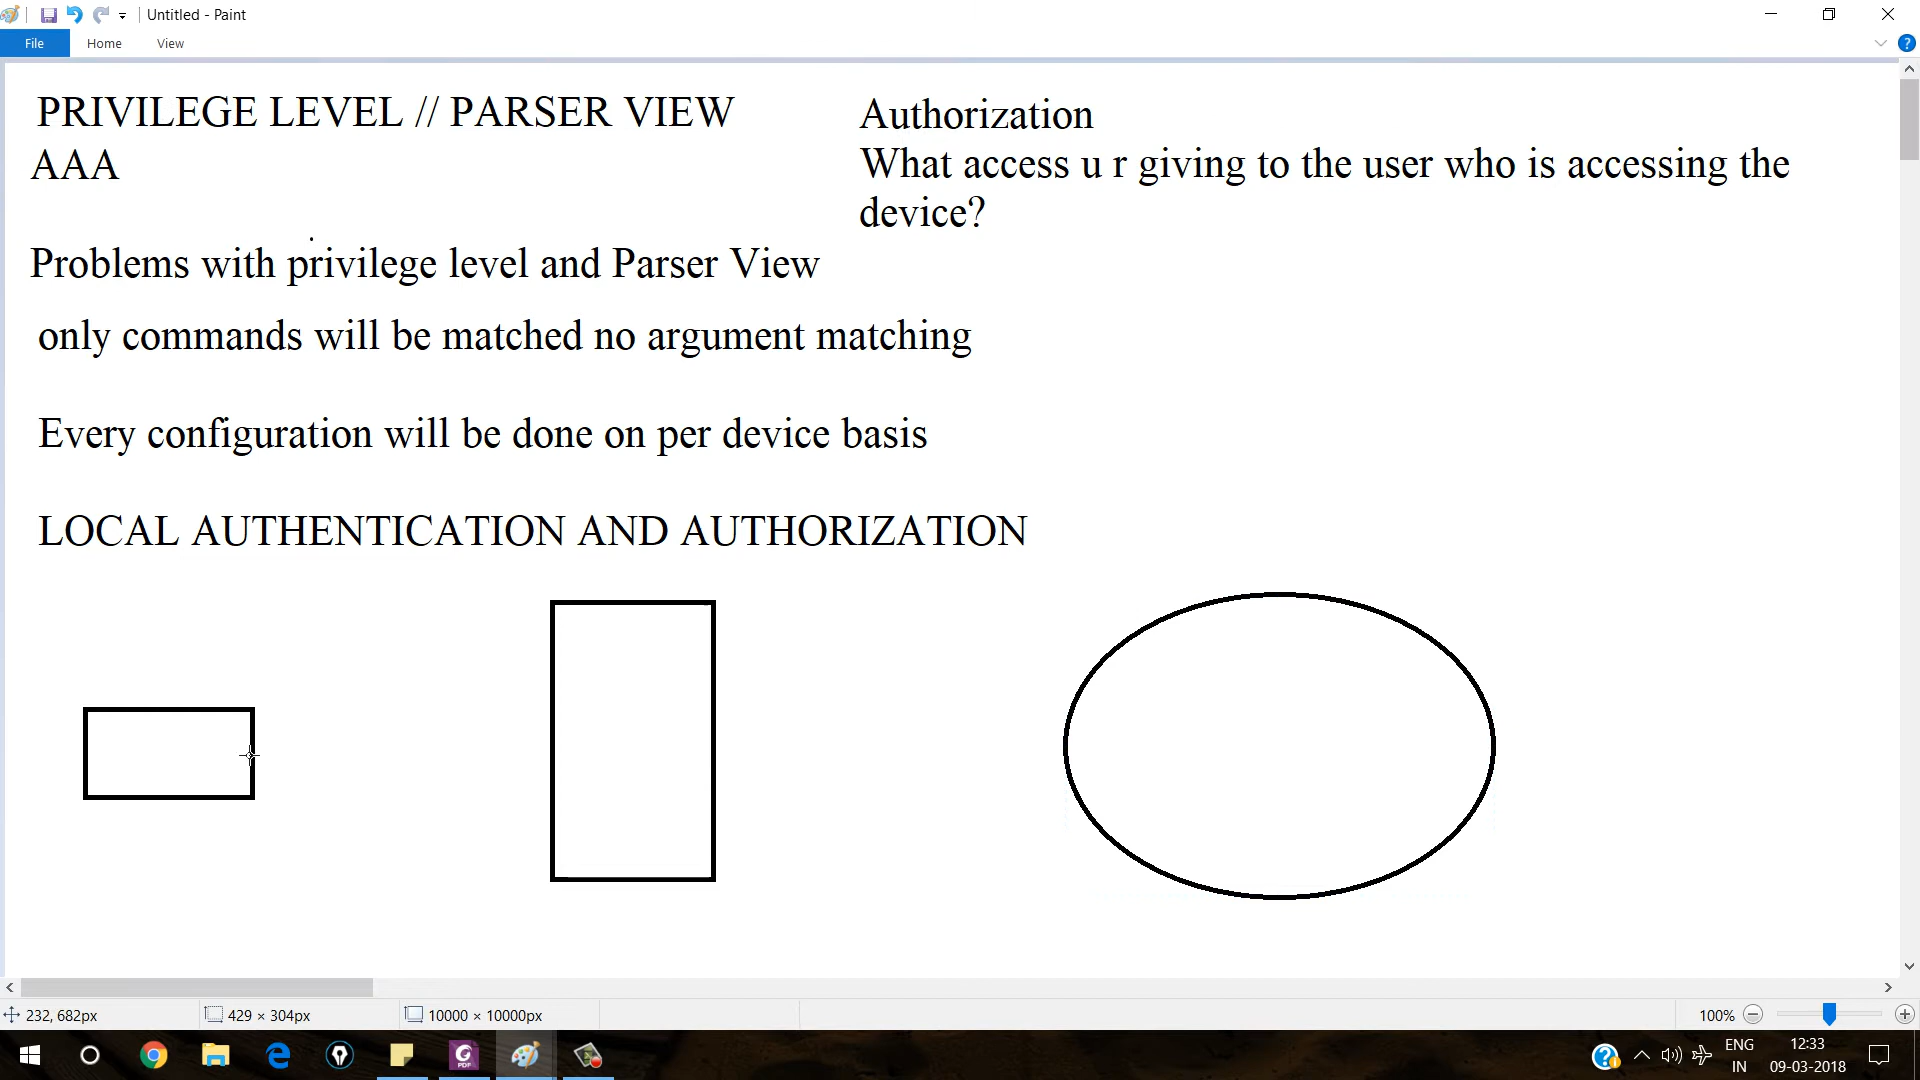 Untitled - Paint
File
Home
View
PRIVILEGE LEVEL // PARSER VIEW
AAA
Authorization
What access u r giving to the user who is accessing the
device?
Problems with privilege level and Parser View
only commands will be matched no argument matching
Every configuration will be done on per device basis
LOCAL AUTHENTICATION AND AUTHORIZATION
232, 682px
429 × 304px
10000 × 10000px
100%
PDF
ENG
IN
12:33
09-03-2018